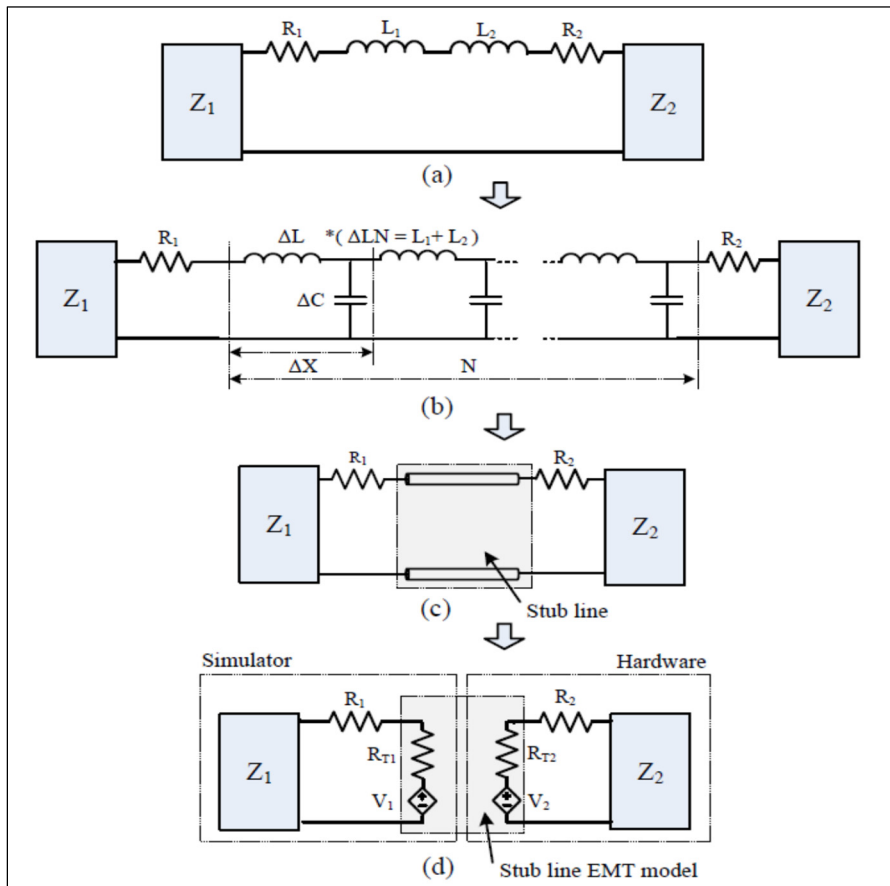 R₁ L₁ L₂ R₂
Z₁ Z₂
(a)
R₁ ΔL *( ΔLN = L₁+ L₂ ) R₂
Z₁ ΔC Z₂
ΔX N
(b)
R₁ R₂
Z₁ Z₂
(c) Stub line
Simulator Hardware
R₁ R₂
Z₁ R_T1 R_T2 Z₂
V₁ V₂
(d) Stub line EMT model